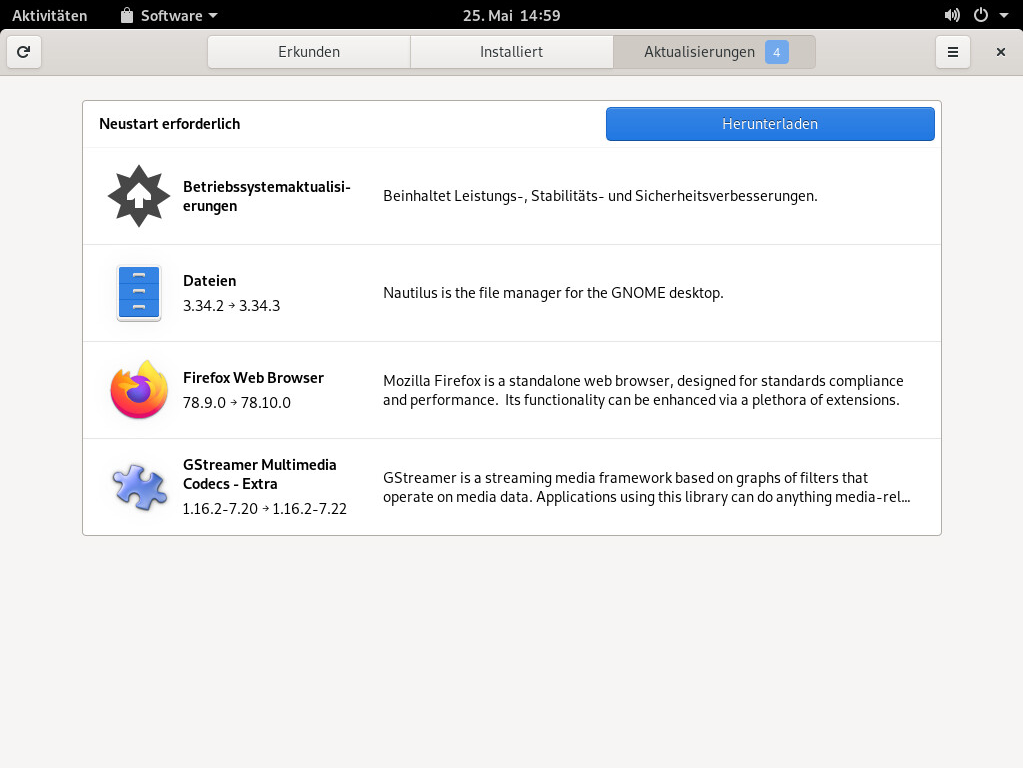 Aktivitäten Software 25. Mai 14:59
Erkunden Installiert Aktualisierungen 4
Neustart erforderlich Herunterladen
Betriebssystemaktualisi-
erungen
Beinhaltet Leistungs-, Stabilitäts- und Sicherheitsverbesserungen.
Dateien
3.34.2 → 3.34.3
Nautilus is the file manager for the GNOME desktop.
Firefox Web Browser
78.9.0 → 78.10.0
Mozilla Firefox is a standalone web browser, designed for standards compliance
and performance.  Its functionality can be enhanced via a plethora of extensions.
GStreamer Multimedia
Codecs - Extra
1.16.2-7.20 → 1.16.2-7.22
GStreamer is a streaming media framework based on graphs of filters that
operate on media data. Applications using this library can do anything media-rel…